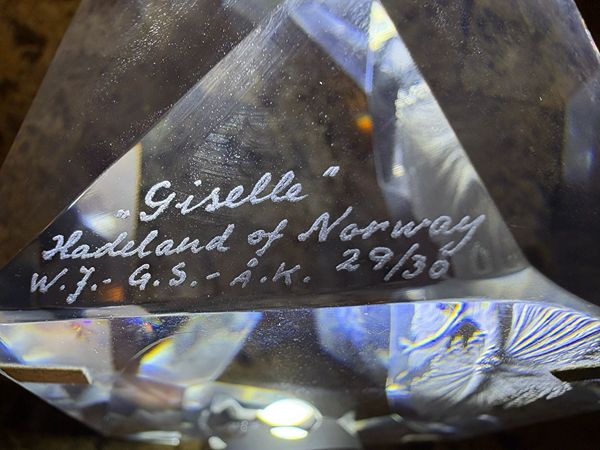 "Giselle"
Hadeland of Norway
W.J.- G.S.- Å.K. 29/30